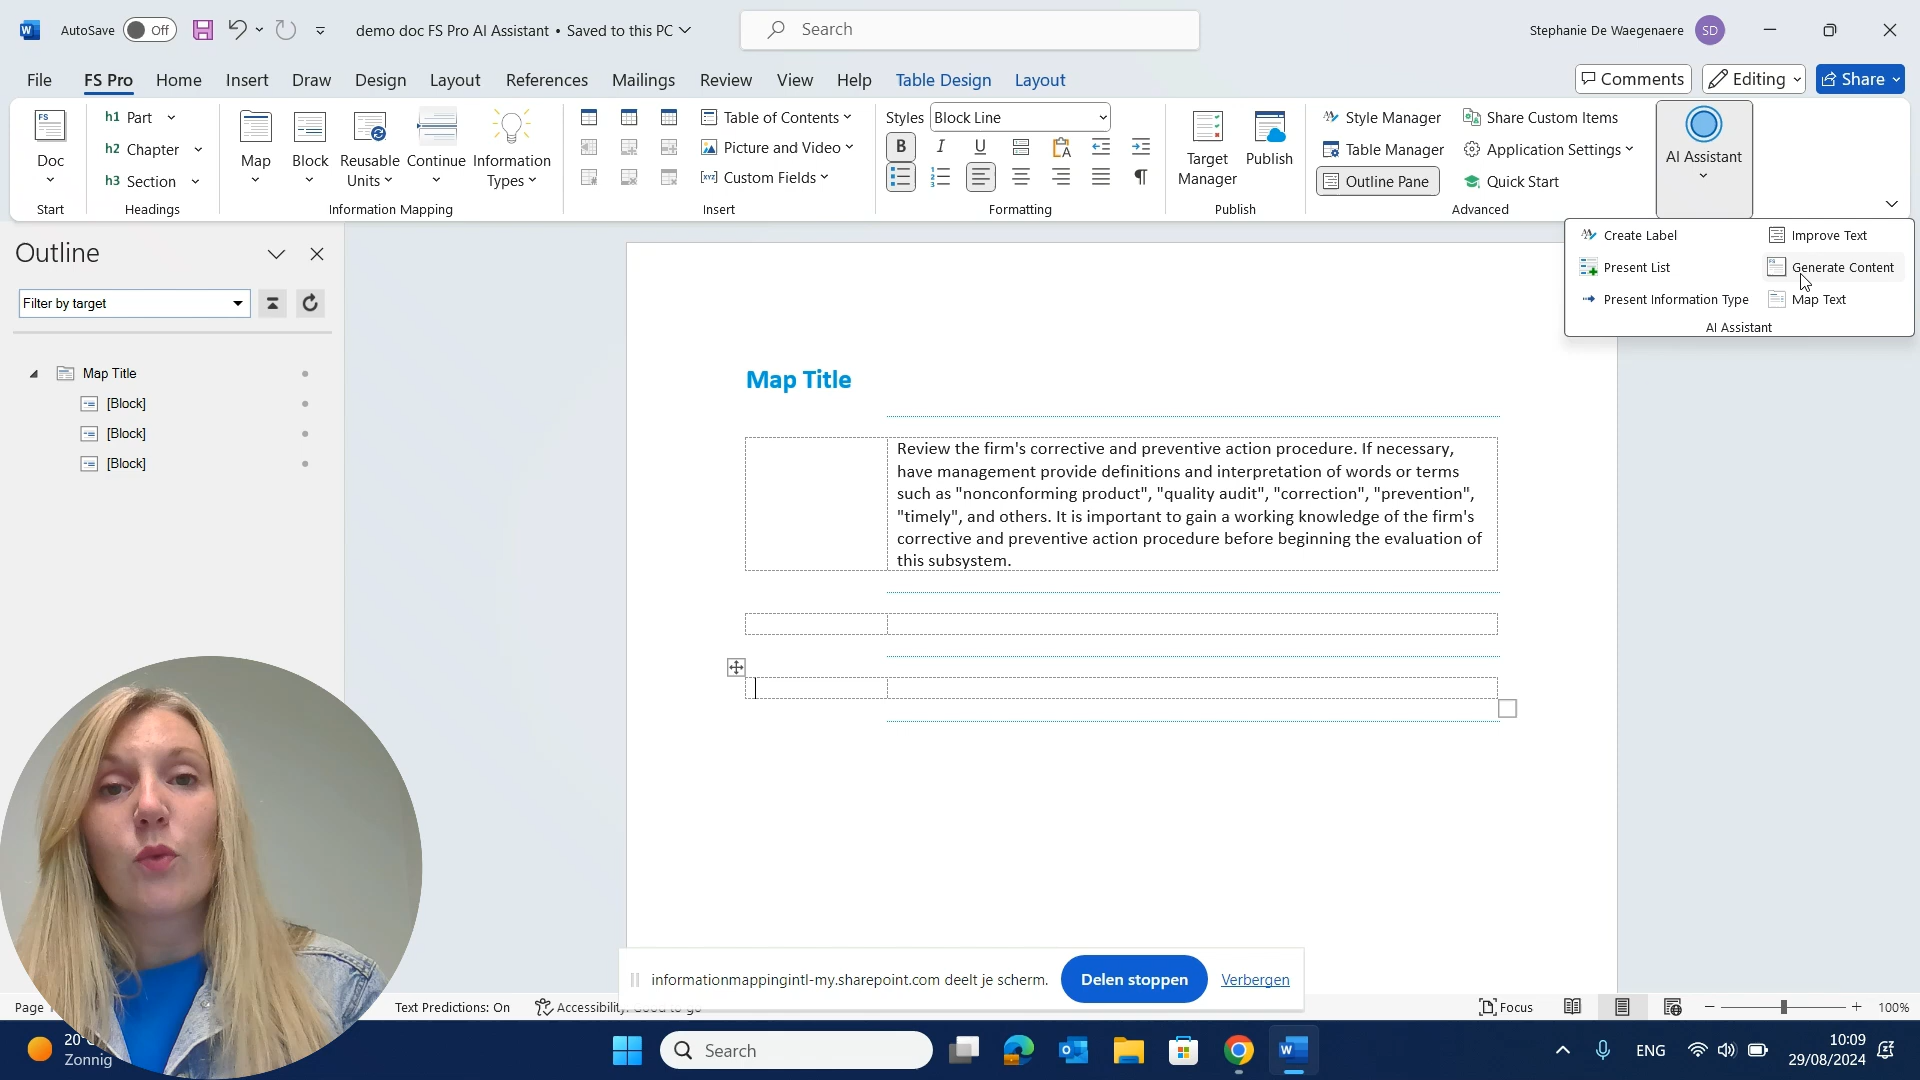 AutoSave Off demo doc FS Pro AI Assistant • Saved to this PC Search Stephanie De Waegenaere SD
File FS Pro Home Insert Draw Design Layout References Mailings Review View Help Table Design Layout Comments Editing Share
Doc
Start
h1 Part
h2 Chapter
h3 Section
Headings
Map
Block
Reusable
Units
Continue
Information
Types
Information Mapping
Table of Contents
Picture and Video
Custom Fields
Insert
Styles Block Line
B I U
Formatting
Target
Manager
Publish
Publish
Style Manager
Table Manager
Outline Pane
Share Custom Items
Application Settings
Quick Start
Advanced
AI Assistant
Create Label
Improve Text
Present List
Generate Content
Present Information Type
Map Text
AI Assistant
Outline
Filter by target
Map Title
[Block]
[Block]
[Block]
Map Title
Review the firm's corrective and preventive action procedure. If necessary,
have management provide definitions and interpretation of words or terms
such as "nonconforming product", "quality audit", "correction", "prevention",
"timely", and others. It is important to gain a working knowledge of the firm's
corrective and preventive action procedure before beginning the evaluation of
this subsystem.
informationmappingintl-my.sharepoint.com deelt je scherm. Delen stoppen Verbergen
Page Text Predictions: On Focus 100%
20°C
Zonnig
Search
ENG
10:09
29/08/2024